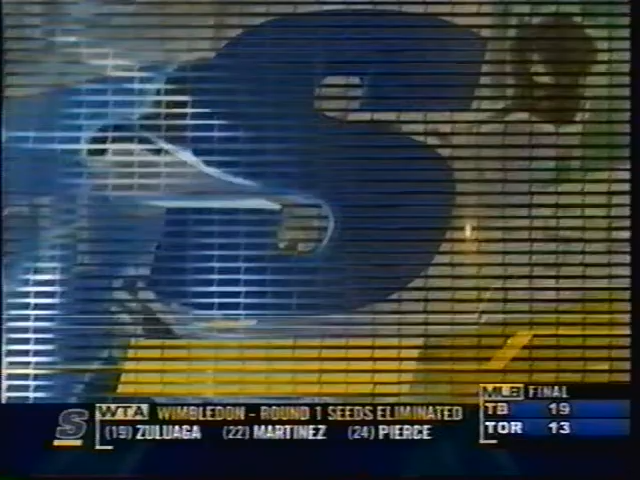 S
S
WTA WIMBLEDON - ROUND 1 SEEDS ELIMINATED
(19) ZULUAGA (22) MARTINEZ (24) PIERCE
MLB FINAL
TB 19
TOR 13